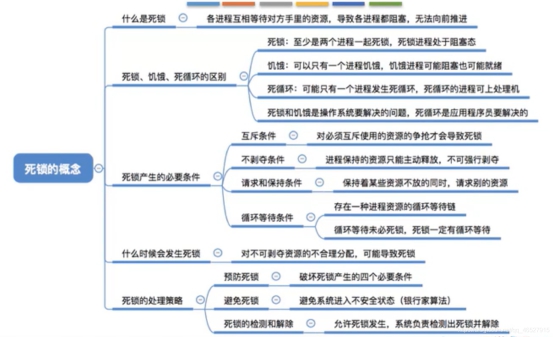 什么是死锁
各进程互相等待对方手里的资源，导致各进程都阻塞，无法向前推进
死锁、饥饿、死循环的区别
死锁：至少是两个进程一起死锁，死锁进程处于阻塞态
饥饿：可以只有一个进程饥饿，饥饿进程可能阻塞也可能就绪
死循环：可能只有一个进程发生死循环，死循环的进程可上处理机
死锁和饥饿是操作系统要解决的问题，死循环是应用程序员要解决的
死锁的概念
死锁产生的必要条件
互斥条件
对必须互斥使用的资源的争抢才会导致死锁
不剥夺条件
进程保持的资源只能主动释放，不可强行剥夺
请求和保持条件
保持着某些资源不放的同时，请求别的资源
循环等待条件
存在一种进程资源的循环等待链
循环等待未必死锁，死锁一定有循环等待
什么时候会发生死锁
对不可剥夺资源的不合理分配，可能导致死锁
死锁的处理策略
预防死锁
破坏死锁产生的四个必要条件
避免死锁
避免系统进入不安全状态（银行家算法）
死锁的检测和解除
允许死锁发生，系统负责检测出死锁并解除